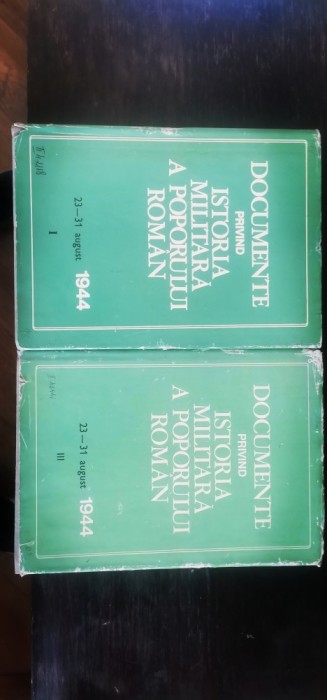 DOCUMENTE
PRIVIND
ISTORIA
MILITARĂ
A POPORULUI
ROMÂN
23—31 august 1944
I
DOCUMENTE
PRIVIND
ISTORIA
MILITARĂ
A POPORULUI
ROMÂN
23—31 august 1944
III